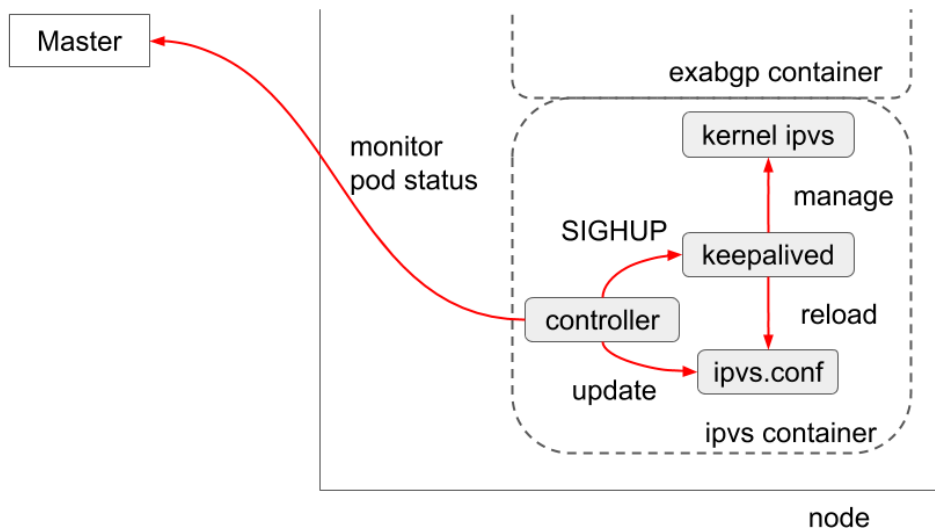 Master
exabgp container
kernel ipvs
monitor
pod status
manage
SIGHUP
keepalived
controller
reload
ipvs.conf
update
ipvs container
node